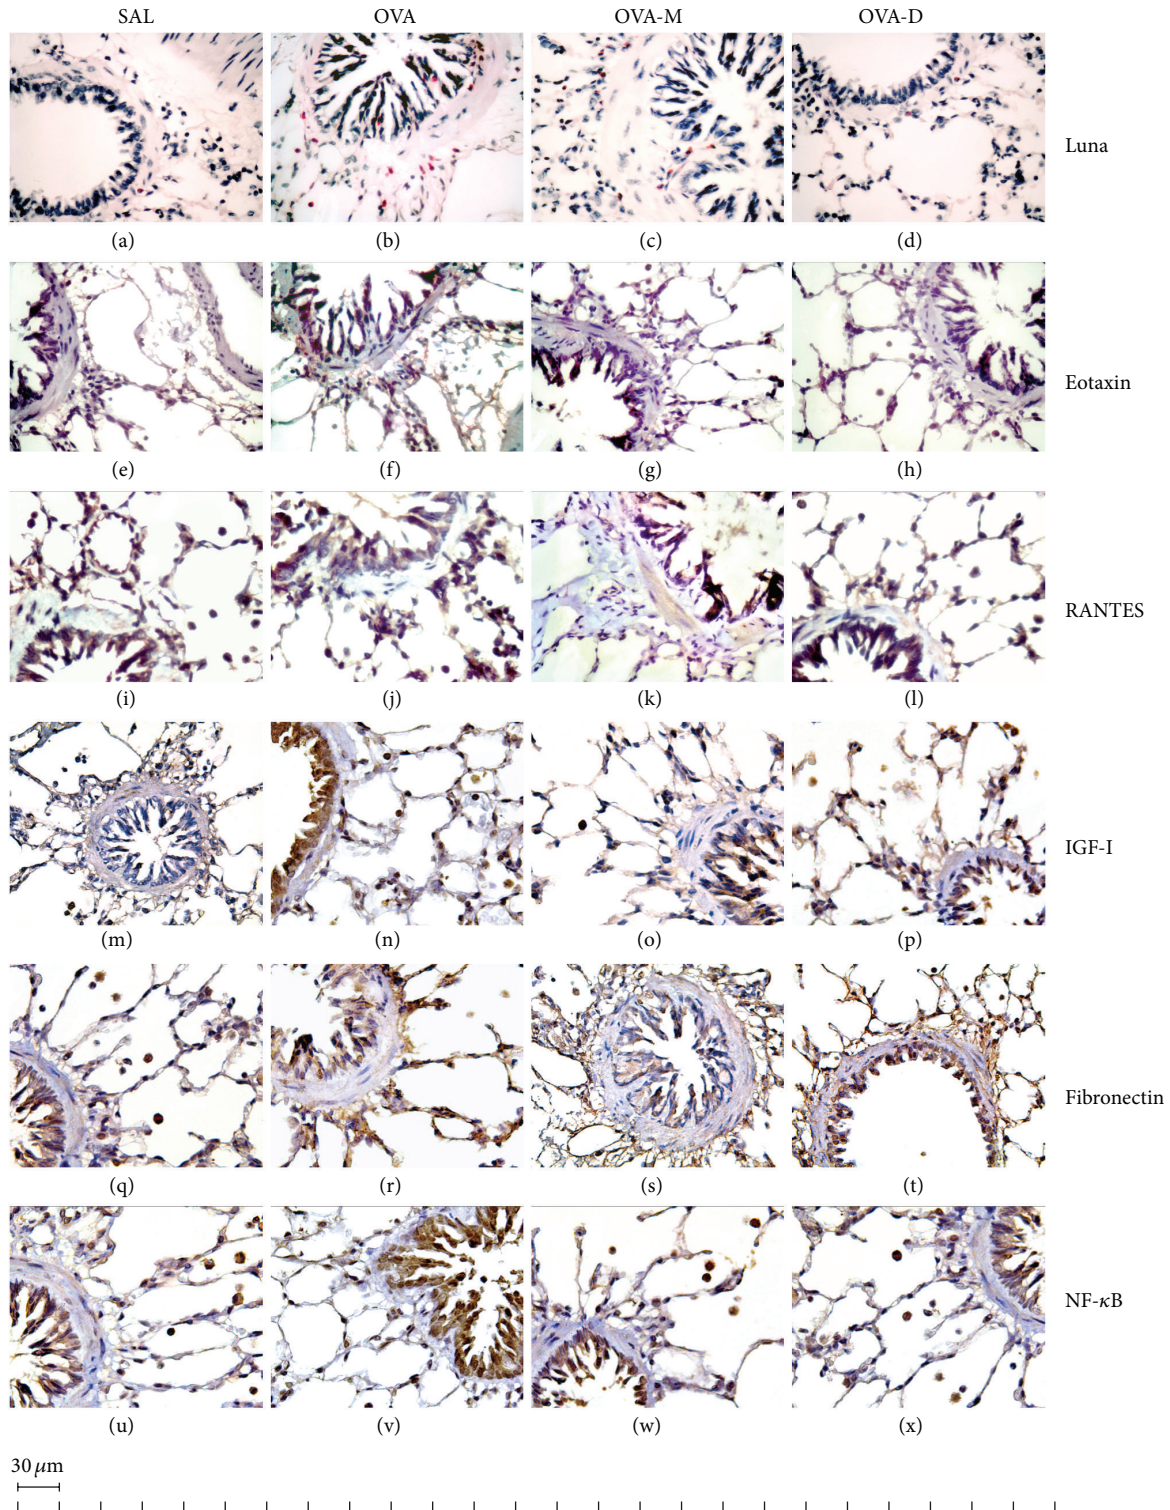 SAL OVA OVA-M OVA-D
Luna
(a) (b) (c) (d)
Eotaxin
(e) (f) (g) (h)
RANTES
(i) (j) (k) (l)
IGF-I
(m) (n) (o) (p)
Fibronectin
(q) (r) (s) (t)
NF-κB
(u) (v) (w) (x)
30 μm